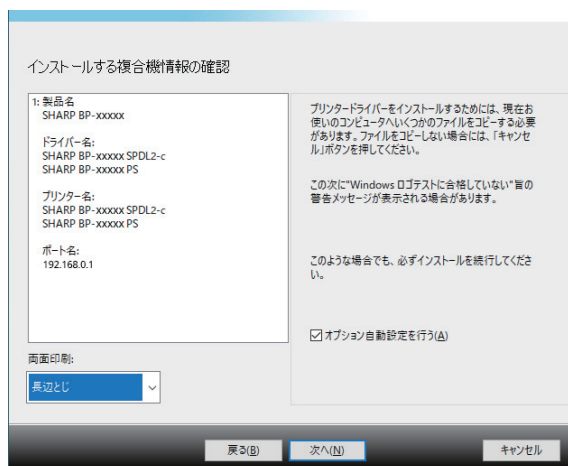 インストールする複合機情報の確認
1: 製品名
SHARP BP-xxxxx
ドライバー名:
SHARP BP-xxxxx SPDL2-c
SHARP BP-xxxxx PS
プリンター名:
SHARP BP-xxxxx SPDL2-c
SHARP BP-xxxxx PS
ポート名:
192.168.0.1
プリンタードライバーをインストールするためには、現在お
使いのコンピュータへいくつかのファイルをコピーする必要
があります。ファイルをコピーしない場合には、「キャンセ
ル」ボタンを押してください。
この次に"Windows ロゴテストに合格していない"旨の
警告メッセージが表示される場合があります。
このような場合でも、必ずインストールを続行してくださ
い。
オプション自動設定を行う(A)
両面印刷:
長辺とじ
戻る(B) 次へ(N) キャンセル